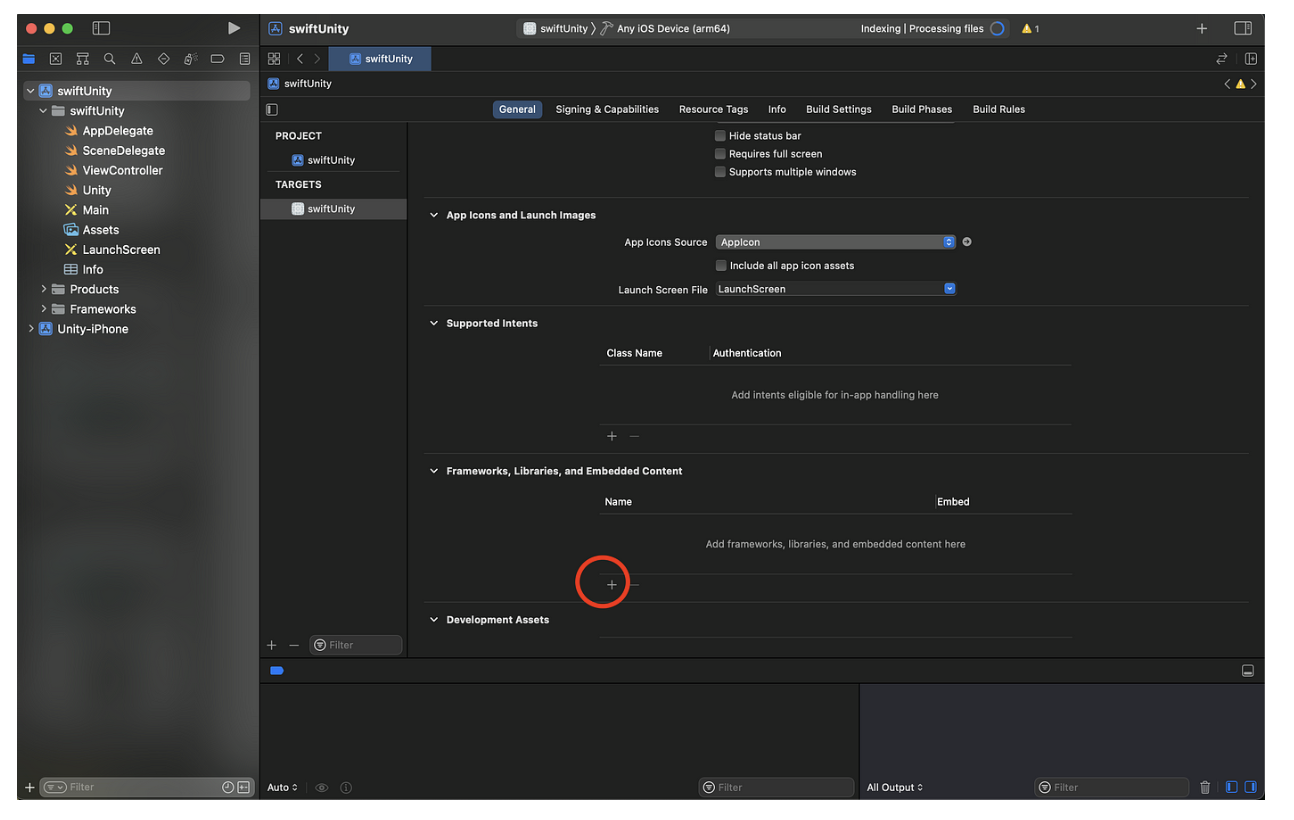 swiftUnity
swiftUnity
Any iOS Device (arm64)
Indexing | Processing files
1
swiftUnity
swiftUnity
swiftUnity
swiftUnity
AppDelegate
SceneDelegate
ViewController
Unity
Main
Assets
LaunchScreen
Info
Products
Frameworks
Unity-iPhone
Filter
General
Signing & Capabilities
Resource Tags
Info
Build Settings
Build Phases
Build Rules
PROJECT
swiftUnity
TARGETS
swiftUnity
Filter
Hide status bar
Requires full screen
Supports multiple windows
App Icons and Launch Images
App Icons Source
AppIcon
Include all app icon assets
Launch Screen File
LaunchScreen
Supported Intents
Class Name
Authentication
Add intents eligible for in-app handling here
Frameworks, Libraries, and Embedded Content
Name
Embed
Add frameworks, libraries, and embedded content here
Development Assets
Auto
Filter
All Output
Filter